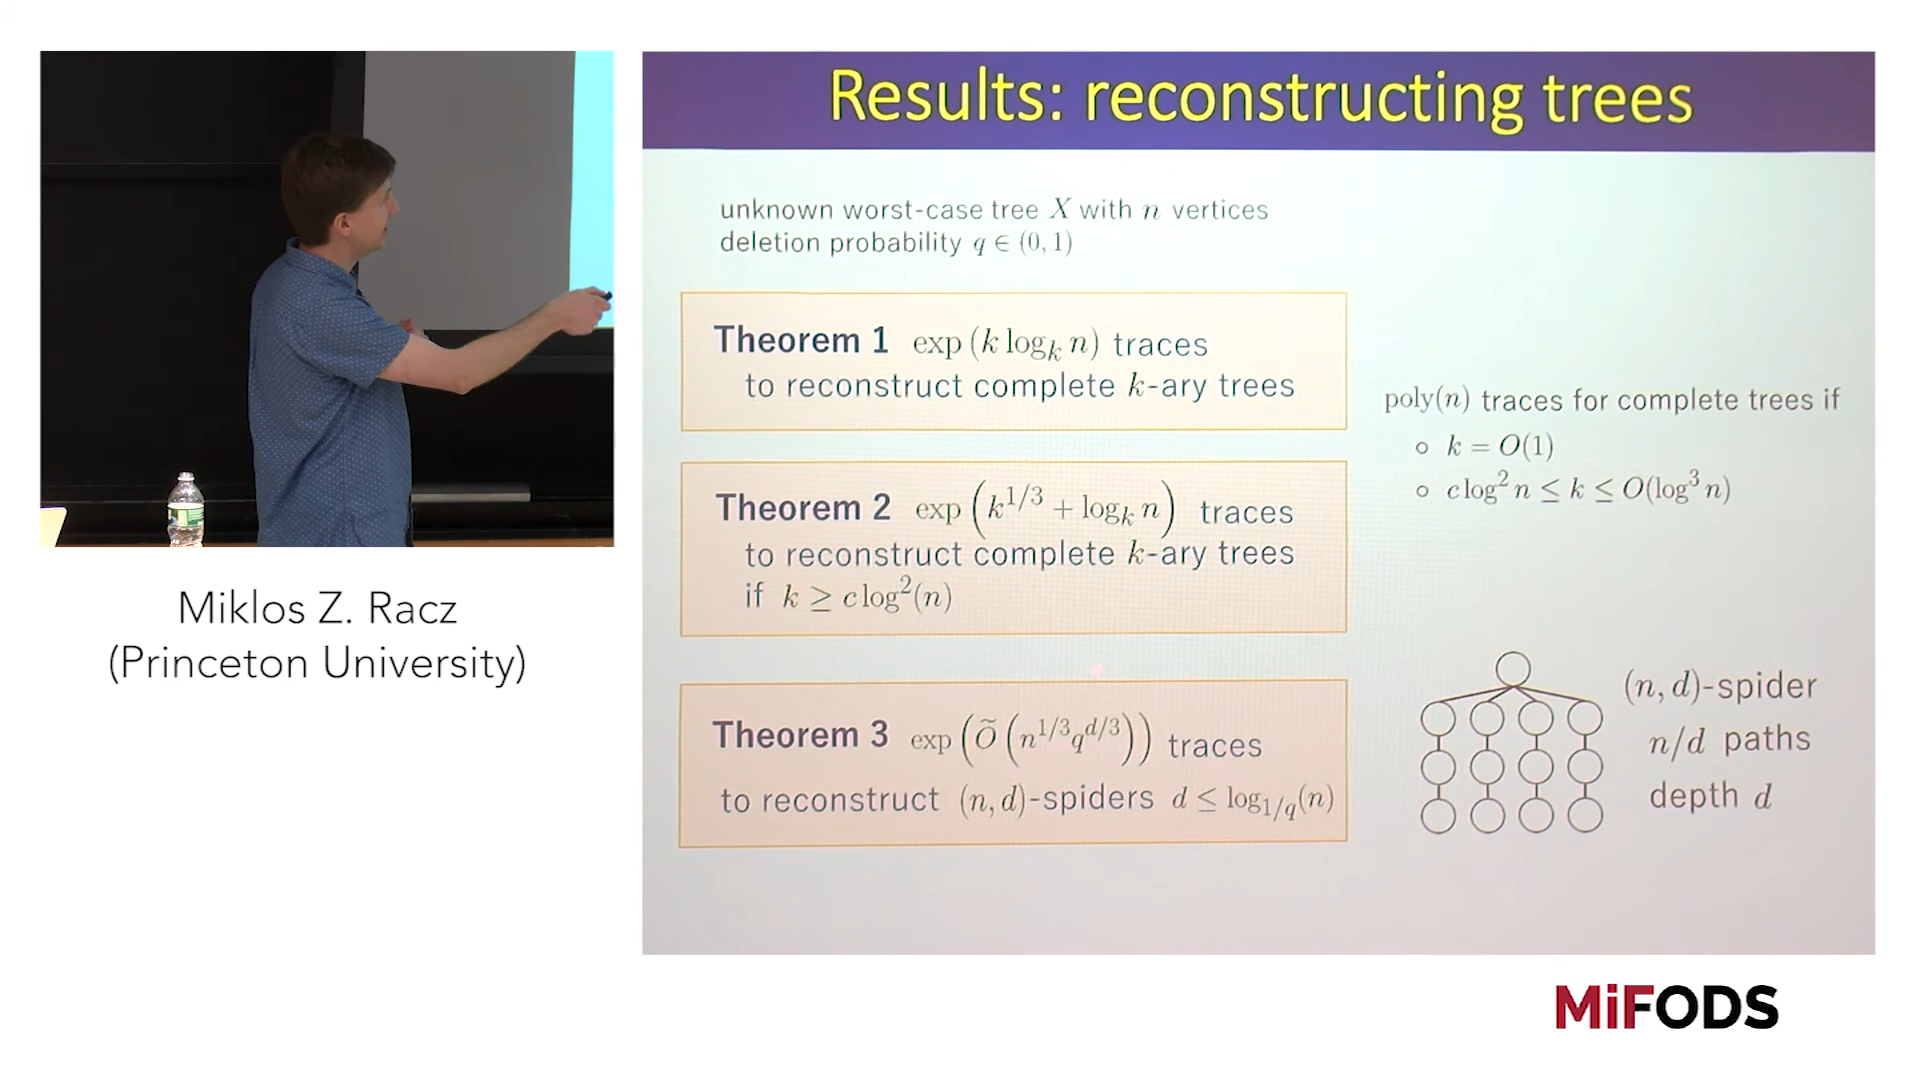 Results: reconstructing trees
unknown worst-case tree X with n vertices
deletion probability q ∈ (0, 1)
Theorem 1 exp (k log_k n) traces
to reconstruct complete k-ary trees
Theorem 2 exp (k^{1/3} + log_k n) traces
to reconstruct complete k-ary trees
if k ≥ c log^2(n)
Theorem 3 exp (Õ (n^{1/3} q^{d/3})) traces
to reconstruct (n, d)-spiders d ≤ log_{1/q}(n)
poly(n) traces for complete trees if
○ k = O(1)
○ c log^2 n ≤ k ≤ O(log^3 n)
(n, d)-spider
n/d paths
depth d
Miklos Z. Racz
(Princeton University)
MiFODS